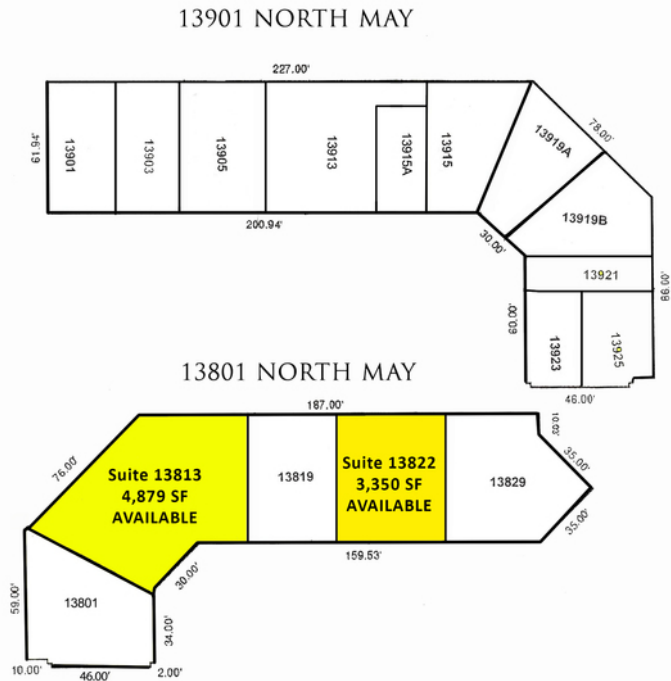 13901 NORTH MAY
227.00'
61.94'
13901
13903
13905
13913
13915A
13915
13919A
78.00'
200.94'
30.00'
13919B
13921
88.00'
60.00'
13923
13925
46.00'
13801 NORTH MAY
187.00'
10.03'
76.00'
35.00'
Suite 13813
4,879 SF
AVAILABLE
13819
Suite 13822
3,350 SF
AVAILABLE
13829
35.00'
159.53'
30.00'
59.00'
13801
34.00'
10.00'
46.00'
2.00'